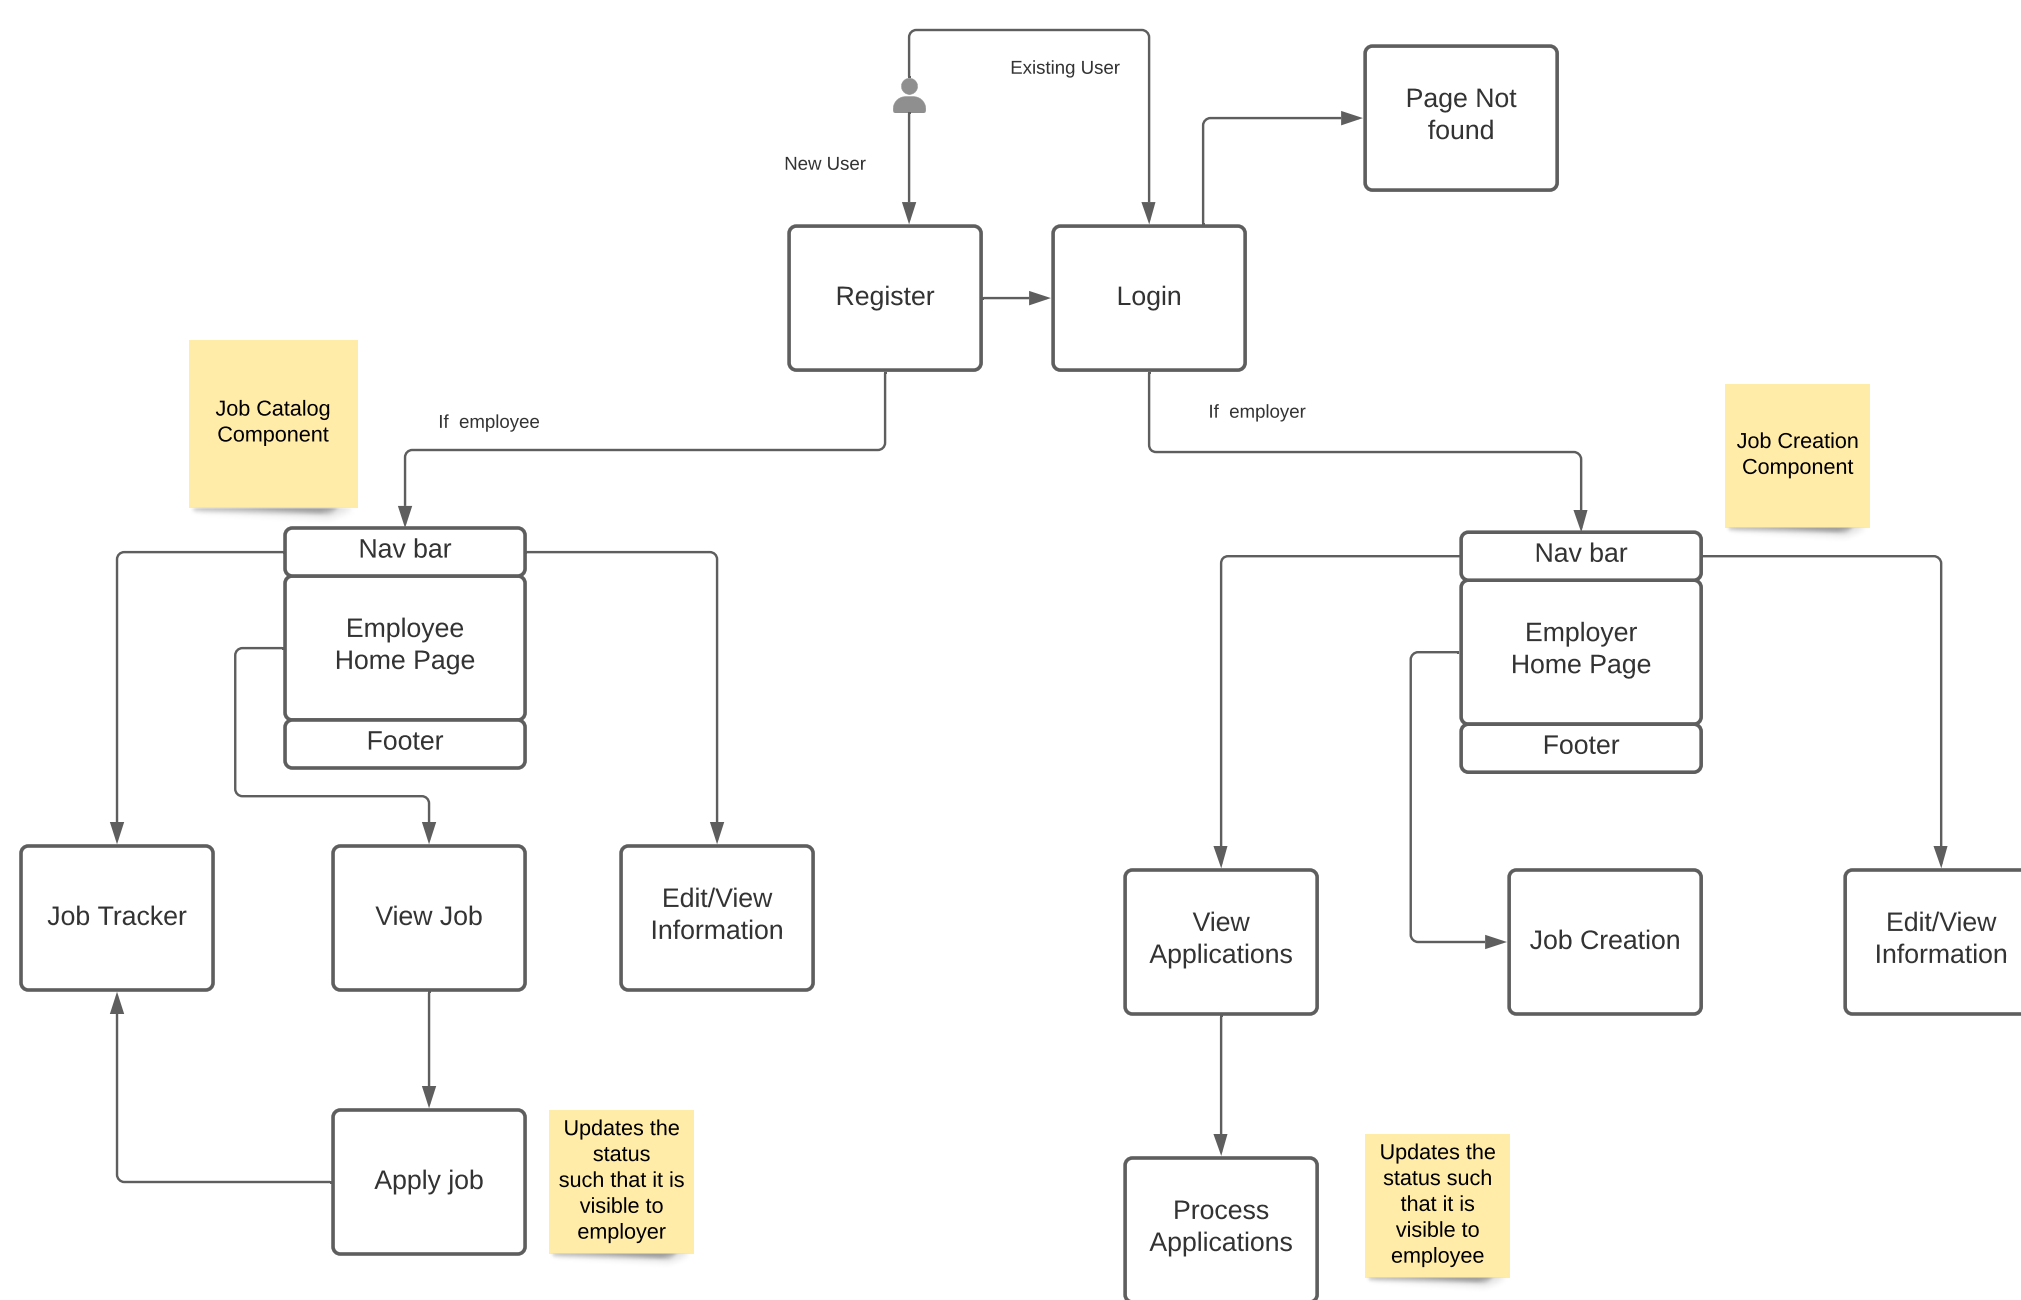 Existing User
Page Not
found
New User
Register
Login
Job Catalog
Component
If  employee
If  employer
Job Creation
Component
Nav bar
Employee
Home Page
Footer
Nav bar
Employer
Home Page
Footer
Job Tracker
View Job
Edit/View
Information
View
Applications
Job Creation
Edit/View
Information
Apply job
Updates the
status
such that it is
visible to
employer
Process
Applications
Updates the
status such
that it is
visible to
employee